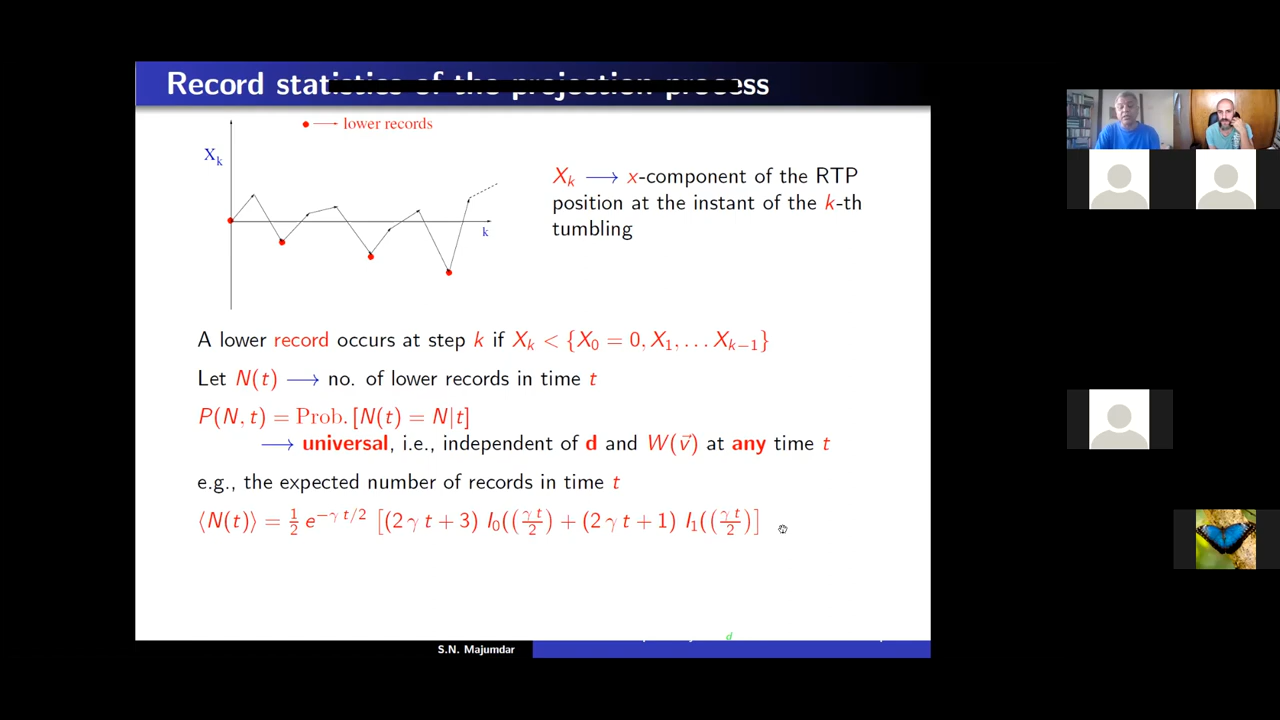 Record statistics of the projection process
lower records
X_k
k
X_k ⟶ x-component of the RTP
position at the instant of the k-th
tumbling
A lower record occurs at step k if X_k < {X_0 = 0, X_1, . . . X_{k−1}}
Let N(t) ⟶ no. of lower records in time t
P(N, t) = Prob. [N(t) = N|t]
⟶ universal, i.e., independent of d and W(v⃗) at any time t
e.g., the expected number of records in time t
⟨N(t)⟩ = 1/2 e^{−γ t/2} [(2 γ t + 3) I_0((γ t/2) + (2 γ t + 1) I_1((γ t/2)]
d
S.N. Majumdar